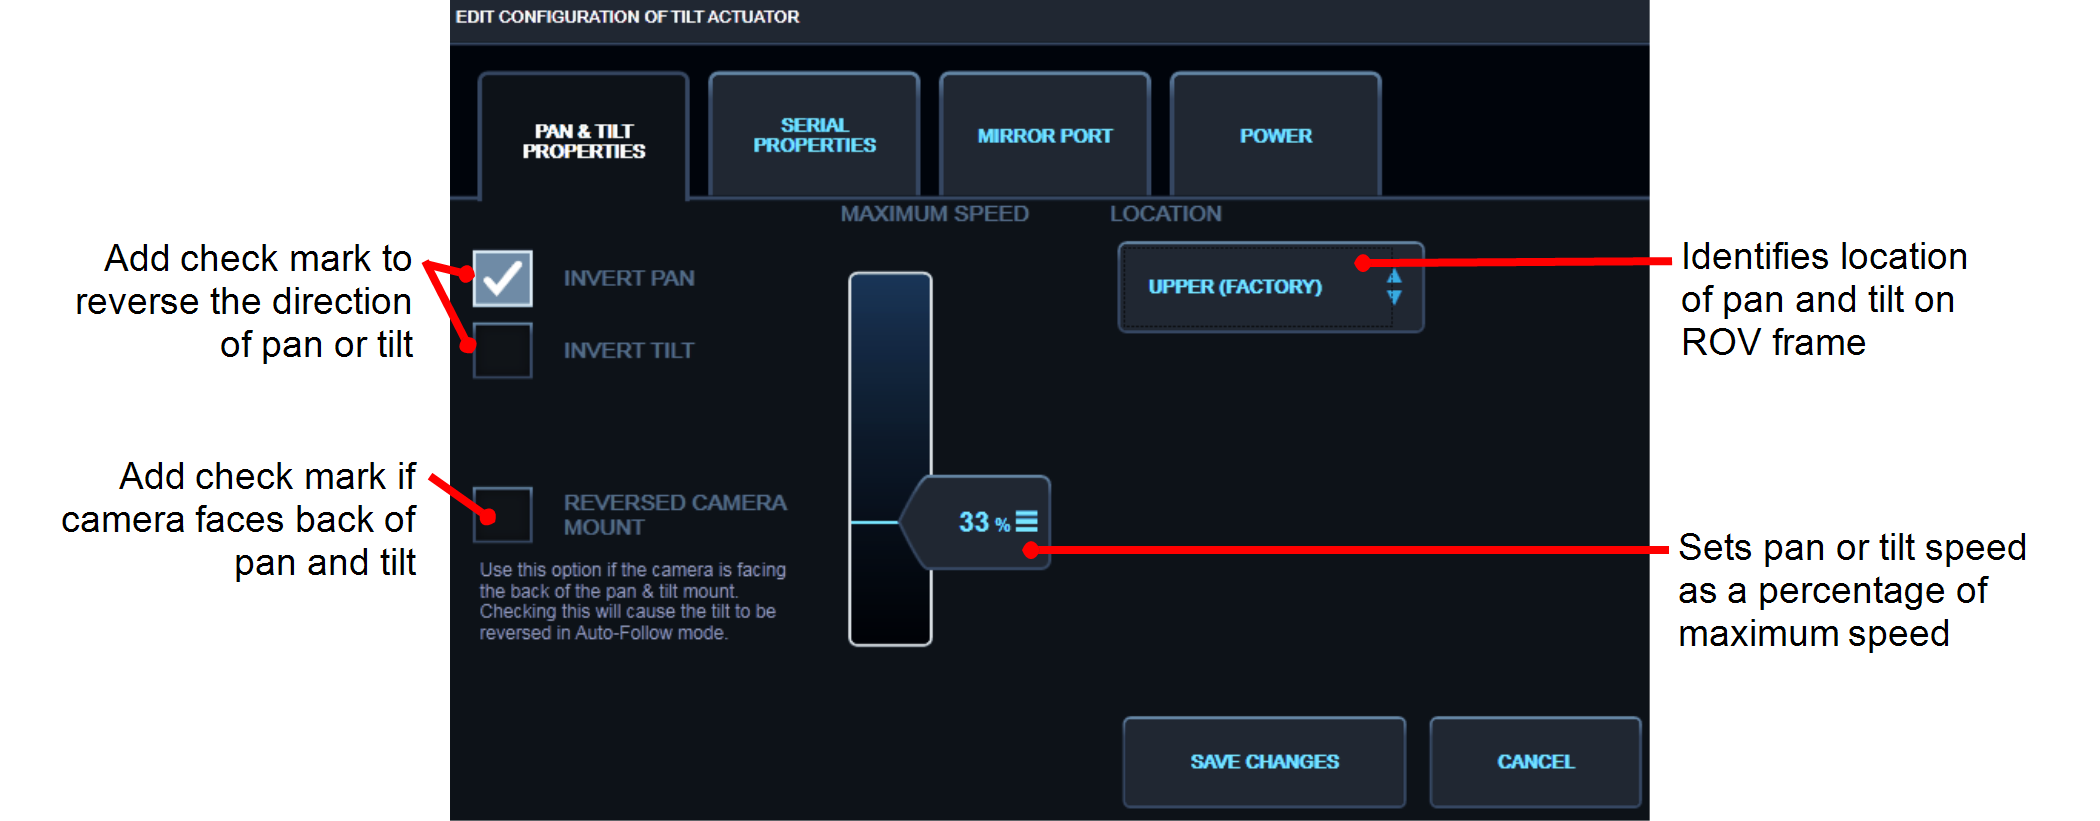 EDIT CONFIGURATION OF TILT ACTUATOR
PAN & TILT
PROPERTIES
SERIAL
PROPERTIES
MIRROR PORT
POWER
MAXIMUM SPEED
LOCATION
Add check mark to
reverse the direction
of pan or tilt
INVERT PAN
INVERT TILT
UPPER (FACTORY)
Identifies location
of pan and tilt on
ROV frame
Add check mark if
camera faces back of
pan and tilt
REVERSED CAMERA
MOUNT
Use this option if the camera is facing
the back of the pan & tilt mount.
Checking this will cause the tilt to be
reversed in Auto-Follow mode.
33 %
Sets pan or tilt speed
as a percentage of
maximum speed
SAVE CHANGES
CANCEL